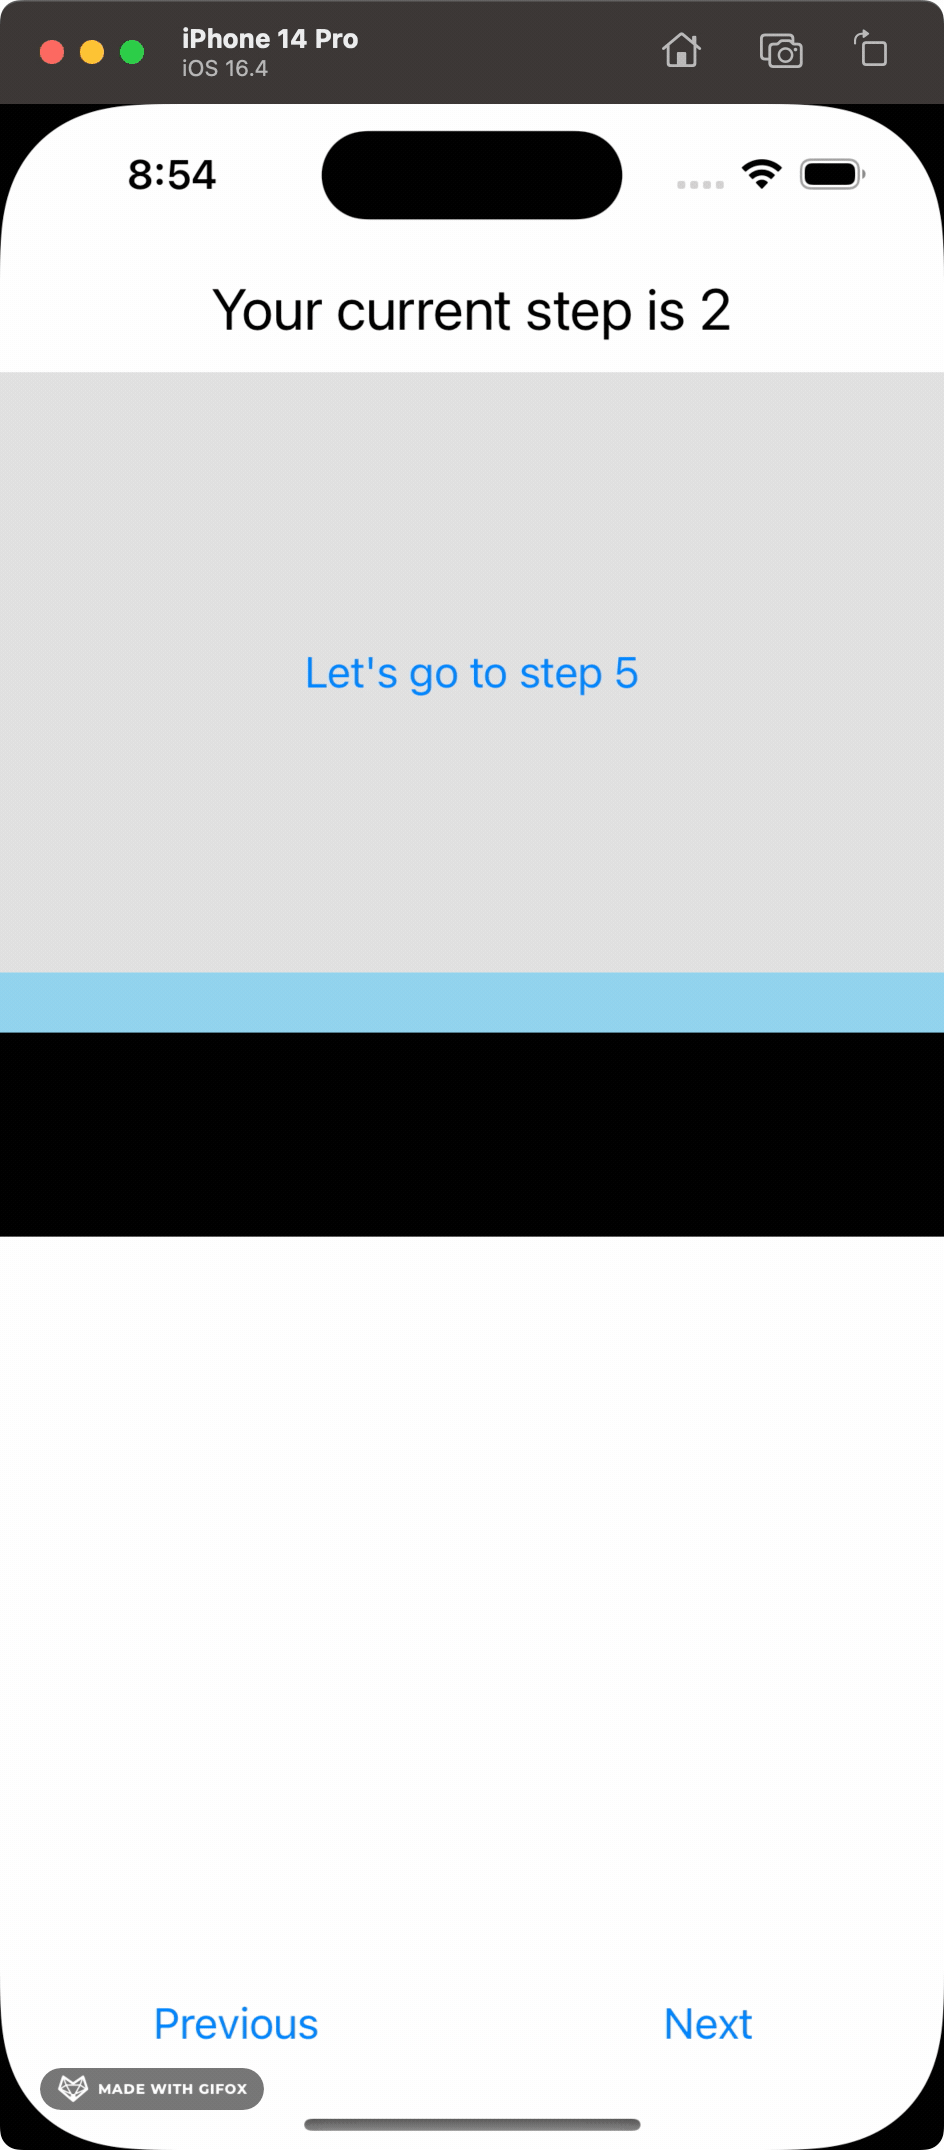 iPhone 14 Pro
iOS 16.4
8:54
Your current step is 2
Let's go to step 5
Previous
Next
MADE WITH GIFOX